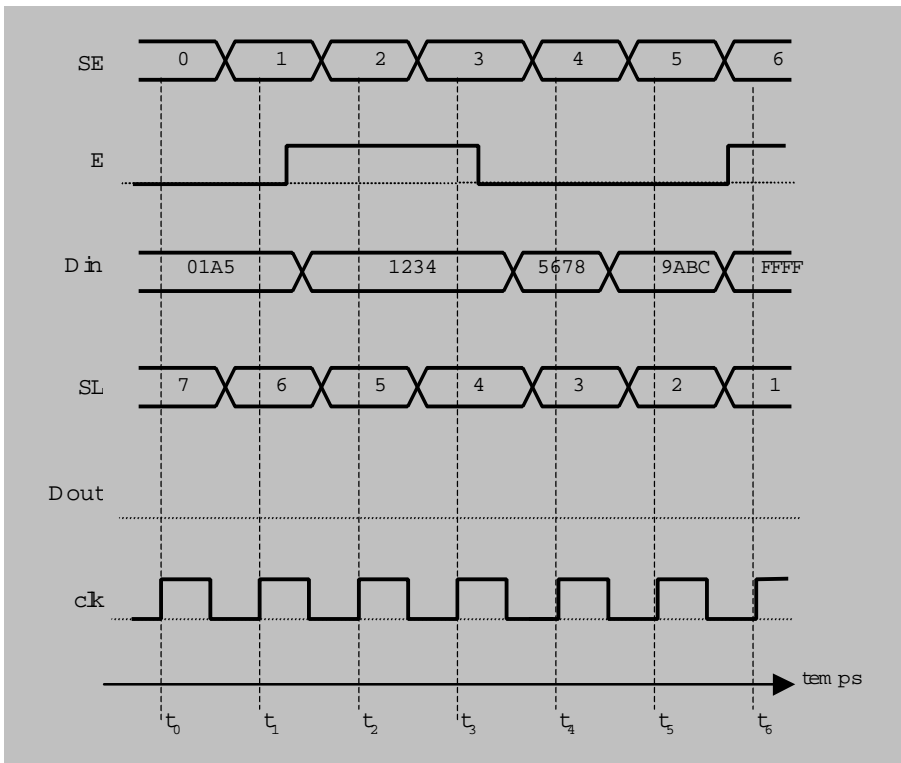 SE 0 1 2 3 4 5 6
E
Din 01A5 1234 5678 9ABC FFFF
SL 7 6 5 4 3 2 1
Dout
clk
temps
t0 t1 t2 t3 t4 t5 t6